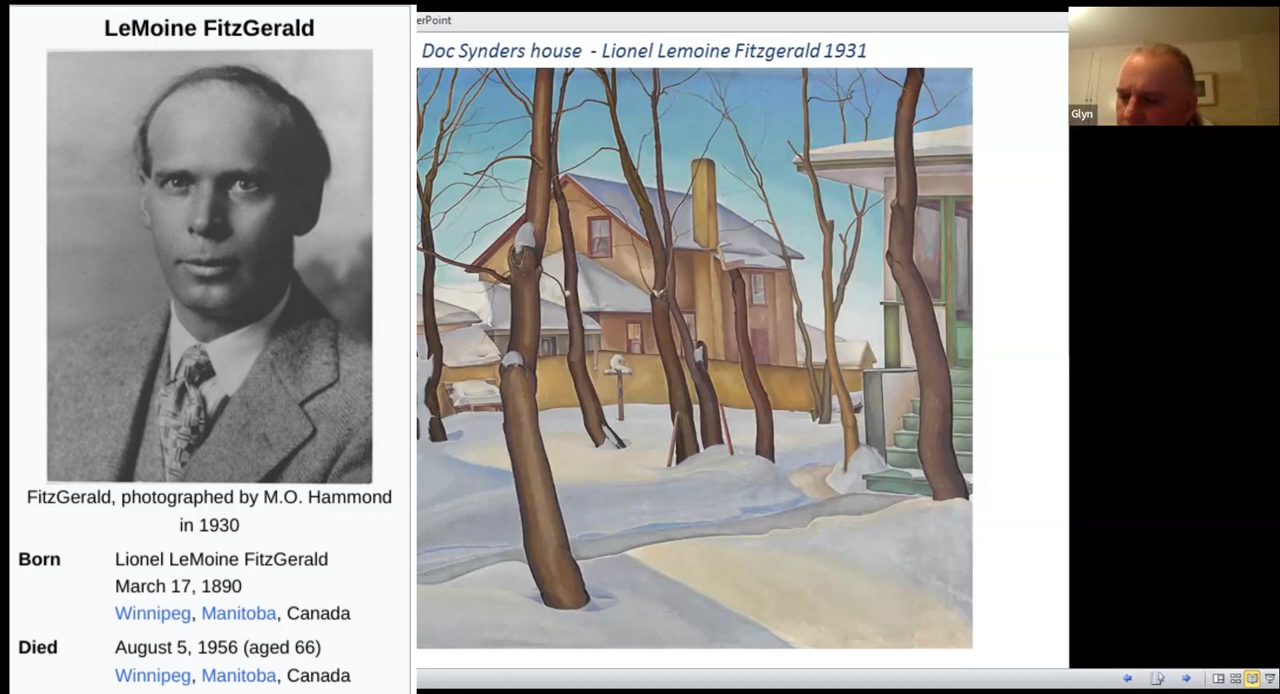 LeMoine FitzGerald
FitzGerald, photographed by M.O. Hammond
in 1930
Born Lionel LeMoine FitzGerald
March 17, 1890
Winnipeg, Manitoba, Canada
Died August 5, 1956 (aged 66)
Winnipeg, Manitoba, Canada
erPoint
Doc Synders house - Lionel Lemoine Fitzgerald 1931
Glyn